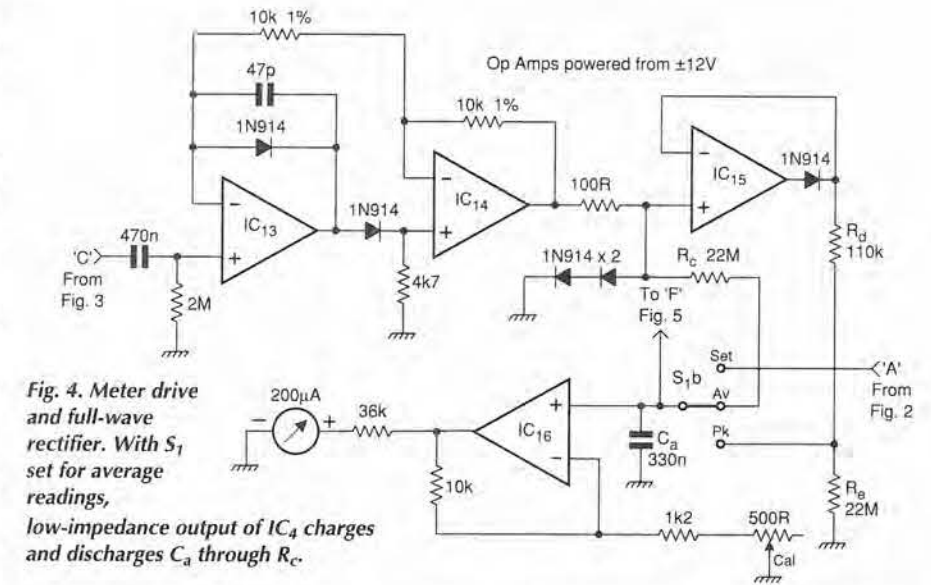 10k 1%
47p
1N914
Op Amps powered from ±12V
10k 1%
IC13
1N914
IC14
100R
IC15
1N914
'C'
From
Fig. 3
470n
2M
4k7
1N914 x 2
Rc 22M
Rd
110k
To 'F'
Fig. 5
Set
S1b
Av
Pk
'A'
From
Fig. 2
Fig. 4. Meter drive
and full-wave
rectifier. With S1
set for average
readings,
low-impedance output of IC4 charges
and discharges Ca through Rc.
200µA
36k
IC16
Ca
330n
10k
1k2
500R
Cal
Re
22M